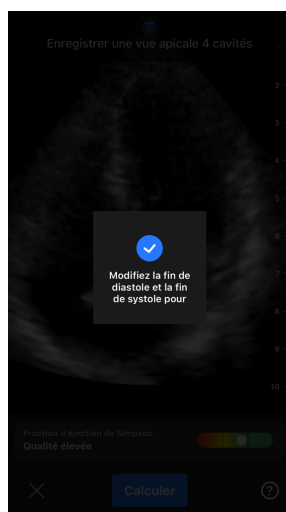 Enregistrer une vue apicale 4 cavités
2
3
4
5
Modifiez la fin de
diastole et la fin
de systole pour
6
7
8
9
10
Fraction d'éjection de Simpson
Qualité élevée
Calculer
?